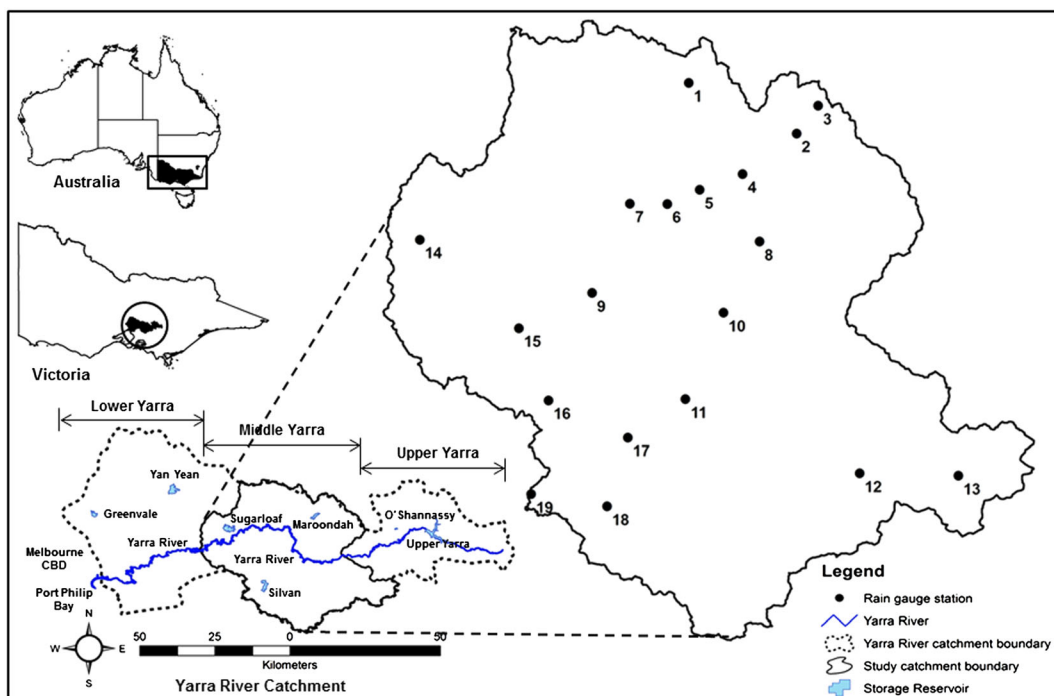 Australia
Victoria
Lower Yarra
Middle Yarra
Upper Yarra
Yan Yean
Greenvale
Sugarloaf
Maroondah
O'Shannassy
Upper Yarra
Yarra River
Yarra River
Silvan
Melbourne
CBD
Port Philip
Bay
N
W
E
S
50
25
0
50
Kilometers
Yarra River Catchment
1
2
3
4
5
6
7
8
9
10
11
12
13
14
15
16
17
18
19
Legend
Rain gauge station
Yarra River
Yarra River catchment boundary
Study catchment boundary
Storage Reservoir